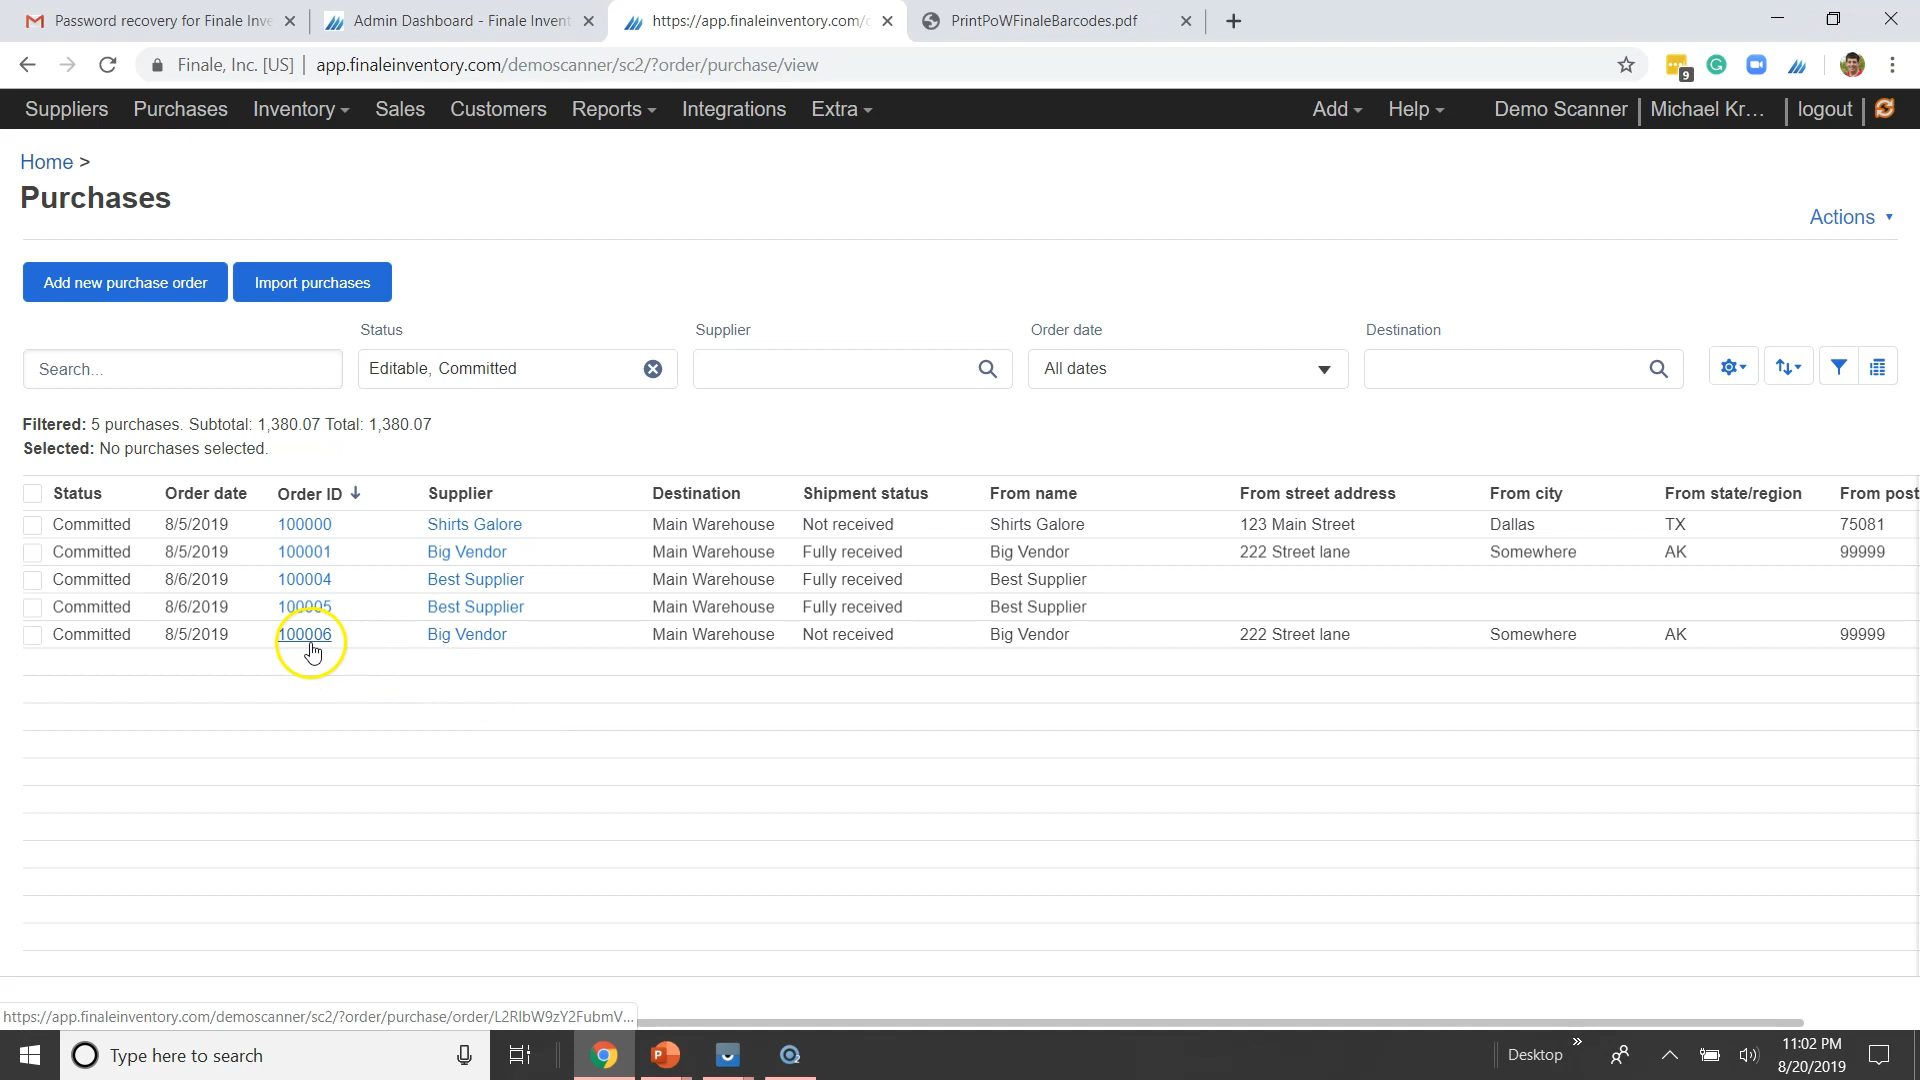 Password recovery for Finale Inve
Admin Dashboard - Finale Invent
https://app.finaleinventory.com/c
PrintPoWFinaleBarcodes.pdf
Finale, Inc. [US] | app.finaleinventory.com/demoscanner/sc2/?order/purchase/view
9
Suppliers Purchases Inventory Sales Customers Reports Integrations Extra Add Help Demo Scanner Michael Kr... logout
Home >
Purchases
Actions
Add new purchase order Import purchases
Status Supplier Order date Destination
Search... Editable, Committed All dates
Filtered: 5 purchases. Subtotal: 1,380.07 Total: 1,380.07
Selected: No purchases selected.
Status Order date Order ID Supplier Destination Shipment status From name From street address From city From state/region From post
Committed 8/5/2019 100000 Shirts Galore Main Warehouse Not received Shirts Galore 123 Main Street Dallas TX 75081
Committed 8/5/2019 100001 Big Vendor Main Warehouse Fully received Big Vendor 222 Street lane Somewhere AK 99999
Committed 8/6/2019 100004 Best Supplier Main Warehouse Fully received Best Supplier
Committed 8/6/2019 100005 Best Supplier Main Warehouse Fully received Best Supplier
Committed 8/5/2019 100006 Big Vendor Main Warehouse Not received Big Vendor 222 Street lane Somewhere AK 99999
https://app.finaleinventory.com/demoscanner/sc2/?order/purchase/order/L2RlbW9zY2FubmV...
Type here to search
Desktop
11:02 PM
8/20/2019